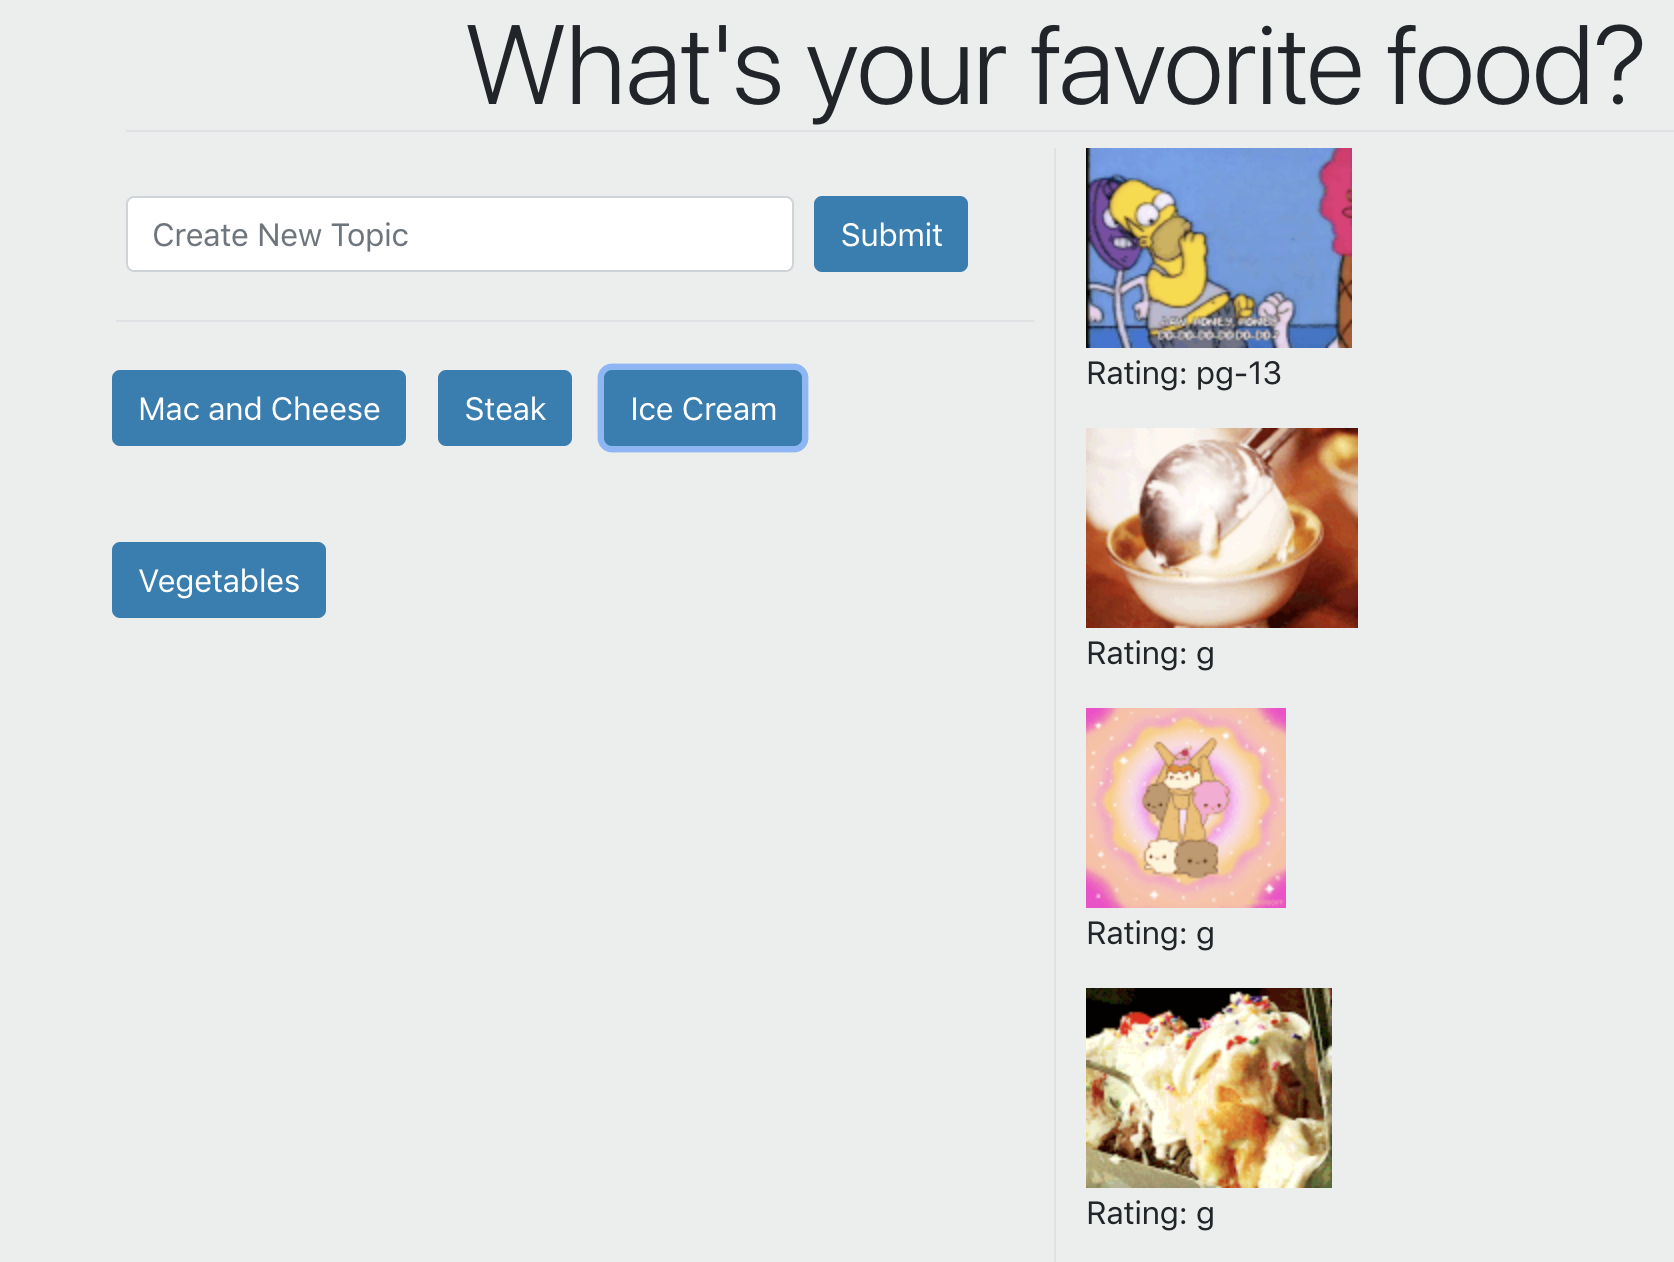 What's your favorite food?
Create New Topic
Submit
Mac and Cheese
Steak
Ice Cream
Vegetables
Rating: pg-13
Rating: g
Rating: g
Rating: g